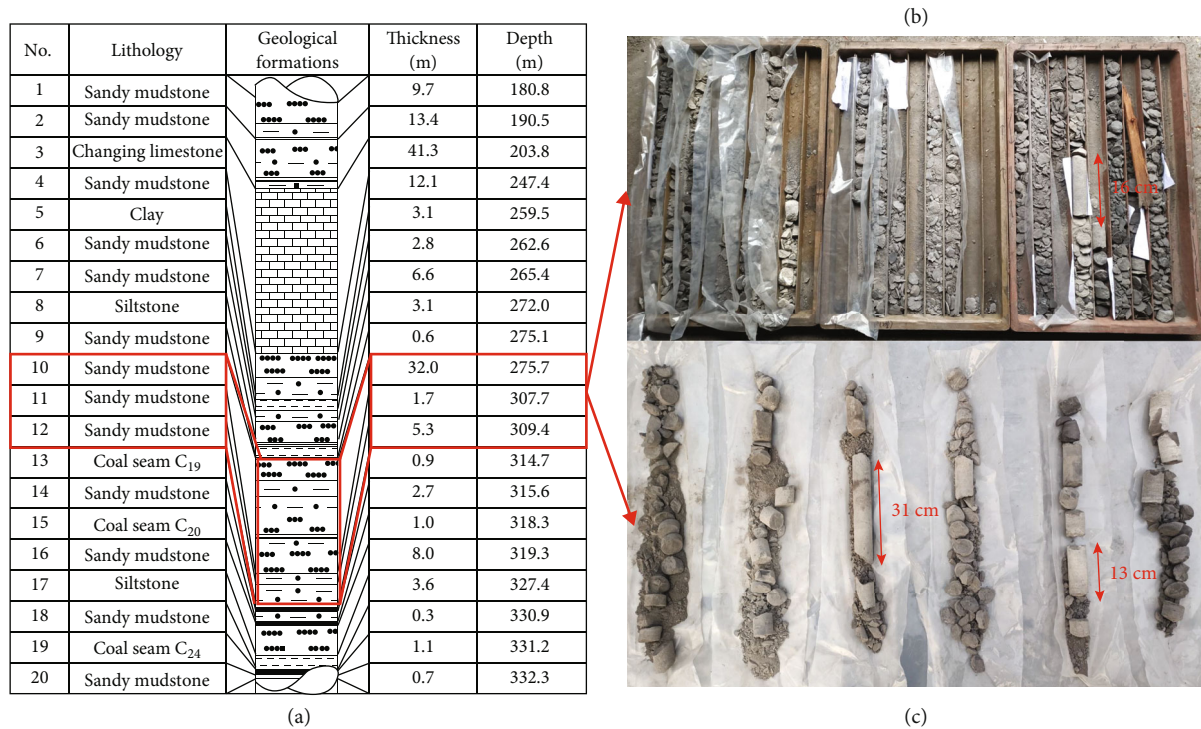 (b)
No. Lithology Geological formations Thickness (m) Depth (m)
1 Sandy mudstone 9.7 180.8
2 Sandy mudstone 13.4 190.5
3 Changing limestone 41.3 203.8
4 Sandy mudstone 12.1 247.4
5 Clay 3.1 259.5
6 Sandy mudstone 2.8 262.6
7 Sandy mudstone 6.6 265.4
8 Siltstone 3.1 272.0
9 Sandy mudstone 0.6 275.1
10 Sandy mudstone 32.0 275.7
11 Sandy mudstone 1.7 307.7
12 Sandy mudstone 5.3 309.4
13 Coal seam C19 0.9 314.7
14 Sandy mudstone 2.7 315.6
15 Coal seam C20 1.0 318.3
16 Sandy mudstone 8.0 319.3
17 Siltstone 3.6 327.4
18 Sandy mudstone 0.3 330.9
19 Coal seam C24 1.1 331.2
20 Sandy mudstone 0.7 332.3
(a)
cm
31 cm
13 cm
(c)